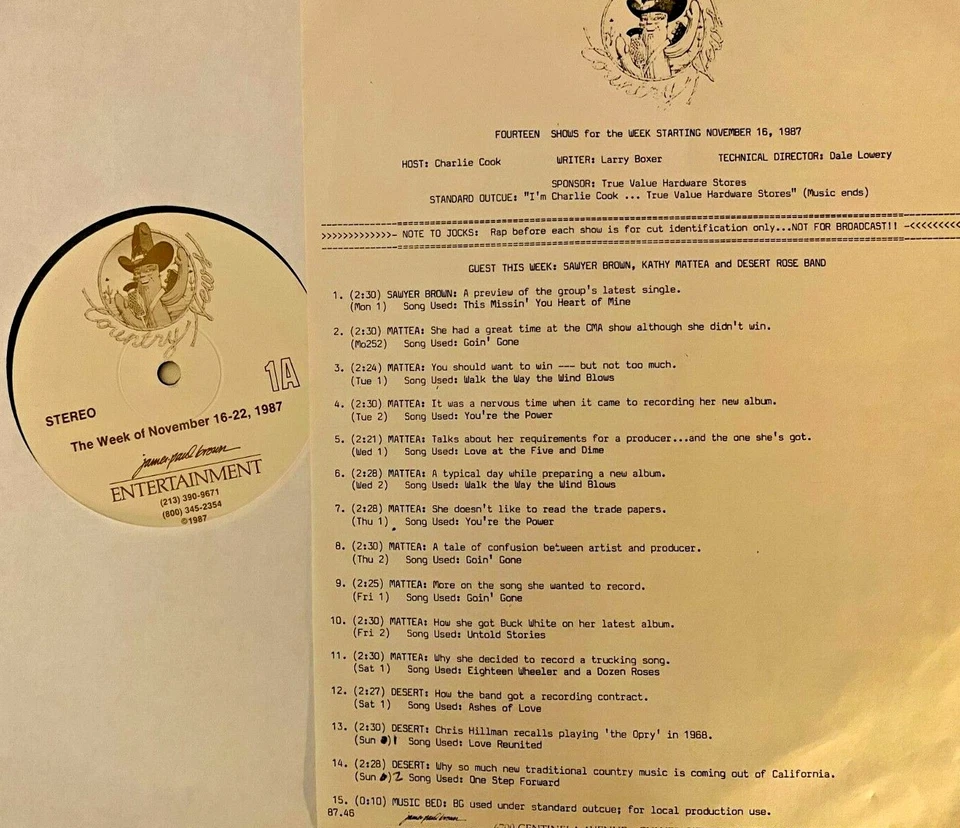 Country News
1A
STEREO
The Week of November 16-22, 1987
james paul brown
ENTERTAINMENT
(213) 390-9671
(800) 345-2354
©1987
Country News
FOURTEEN SHOWS for the WEEK STARTING NOVEMBER 16, 1987
HOST: Charlie Cook WRITER: Larry Boxer TECHNICAL DIRECTOR: Dale Lowery
SPONSOR: True Value Hardware Stores
STANDARD OUTCUE: "I'm Charlie Cook ... True Value Hardware Stores" (Music ends)
>>>>>>>>>>>>>- NOTE TO JOCKS: Rap before each show is for cut identification only...NOT FOR BROADCAST!! -<<<<<<<<
GUEST THIS WEEK: SAWYER BROWN, KATHY MATTEA and DESERT ROSE BAND
1. (2:30) SAWYER BROWN: A preview of the group's latest single.
(Mon 1) Song Used: This Missin' You Heart of Mine
2. (2:30) MATTEA: She had a great time at the CMA show although she didn't win.
(Mo252) Song Used: Goin' Gone
3. (2:24) MATTEA: You should want to win --- but not too much.
(Tue 1) Song Used: Walk the Way the Wind Blows
4. (2:30) MATTEA: It was a nervous time when it came to recording her new album.
(Tue 2) Song Used: You're the Power
5. (2:21) MATTEA: Talks about her requirements for a producer...and the one she's got.
(Wed 1) Song Used: Love at the Five and Dime
6. (2:28) MATTEA: A typical day while preparing a new album.
(Wed 2) Song Used: Walk the Way the Wind Blows
7. (2:28) MATTEA: She doesn't like to read the trade papers.
(Thu 1) Song Used: You're the Power
8. (2:30) MATTEA: A tale of confusion between artist and producer.
(Thu 2) Song Used: Goin' Gone
9. (2:25) MATTEA: More on the song she wanted to record.
(Fri 1) Song Used: Goin' Gone
10. (2:30) MATTEA: How she got Buck White on her latest album.
(Fri 2) Song Used: Untold Stories
11. (2:30) MATTEA: Why she decided to record a trucking song.
(Sat 1) Song Used: Eighteen Wheeler and a Dozen Roses
12. (2:27) DESERT: How the band got a recording contract.
(Sat 1) Song Used: Ashes of Love
13. (2:30) DESERT: Chris Hillman recalls playing 'the Opry' in 1968.
(Sun )1 Song Used: Love Reunited
14. (2:28) DESERT: Why so much new traditional country music is coming out of California.
(Sun )2 Song Used: One Step Forward
15. (0:10) MUSIC BED: BG used under standard outcue; for local production use.
87.46
james paul brown